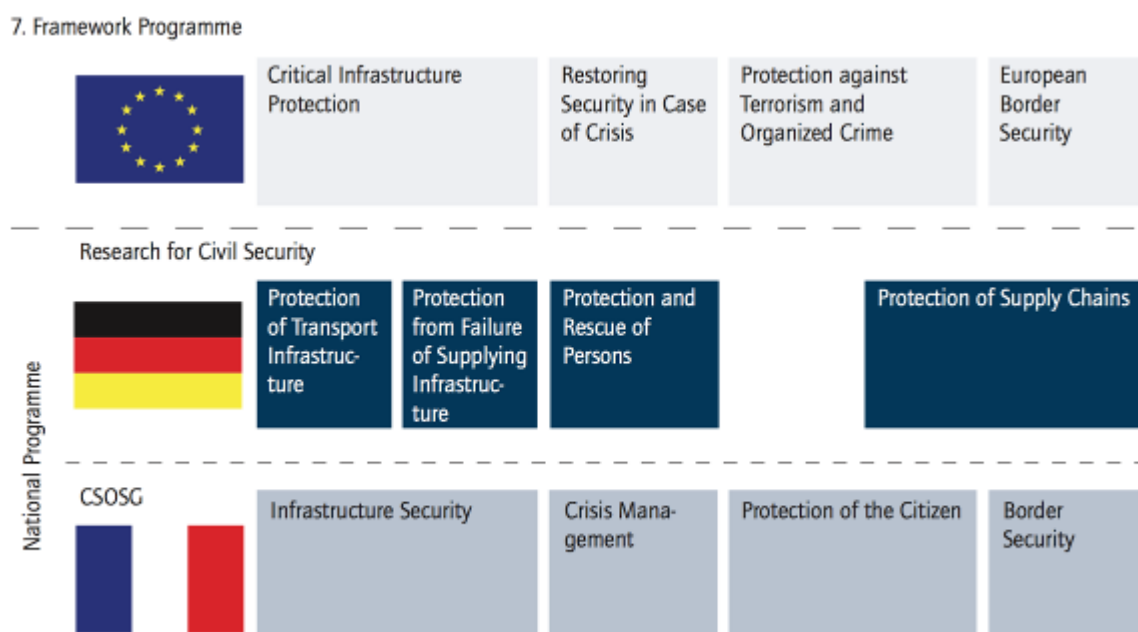 7. Framework Programme
Critical Infrastructure
Protection
Restoring
Security in Case
of Crisis
Protection against
Terrorism and
Organized Crime
European
Border
Security
National Programme
Research for Civil Security
Protection
of Transport
Infrastruc-
ture
Protection
from Failure
of Supplying
Infrastruc-
ture
Protection and
Rescue of
Persons
Protection of Supply Chains
CSOSG
Infrastructure Security
Crisis Mana-
gement
Protection of the Citizen
Border
Security